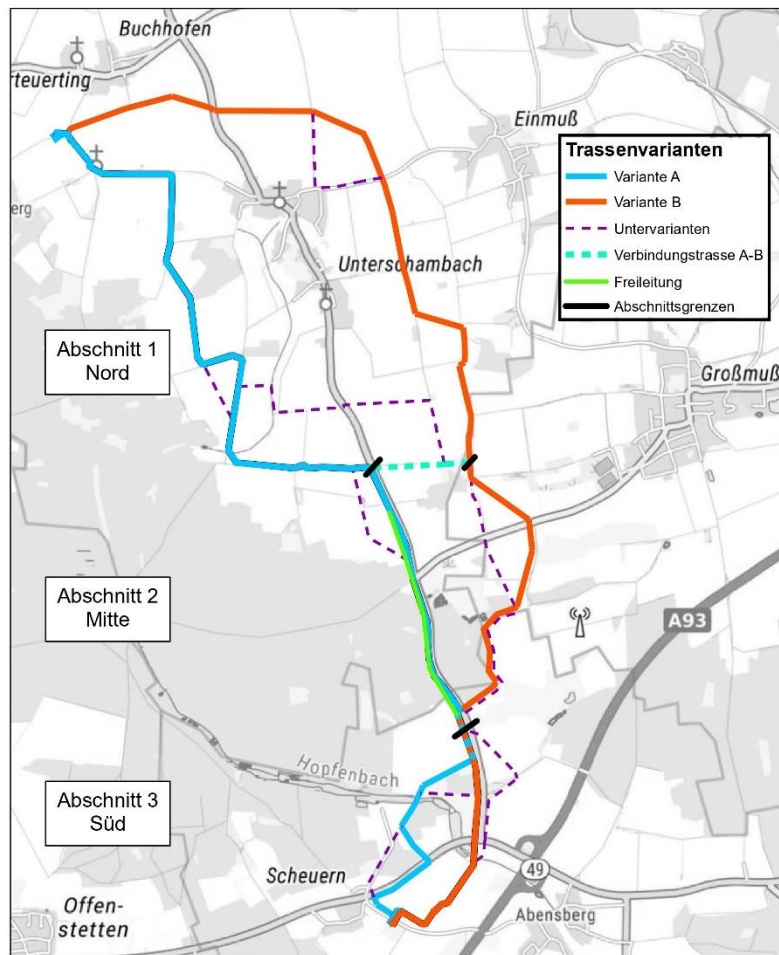 Buchhofen
rteuerting
Einmuß
Trassenvarianten
Variante A
Variante B
Untervarianten
Verbindungstrasse A-B
Freileitung
Abschnittsgrenzen
erg
Unterschambach
Abschnitt 1
Nord
Großmuß
Abschnitt 2
Mitte
A93
Hopfenbach
Abschnitt 3
Süd
Scheuern
49
Offen-
stetten
Abensberg